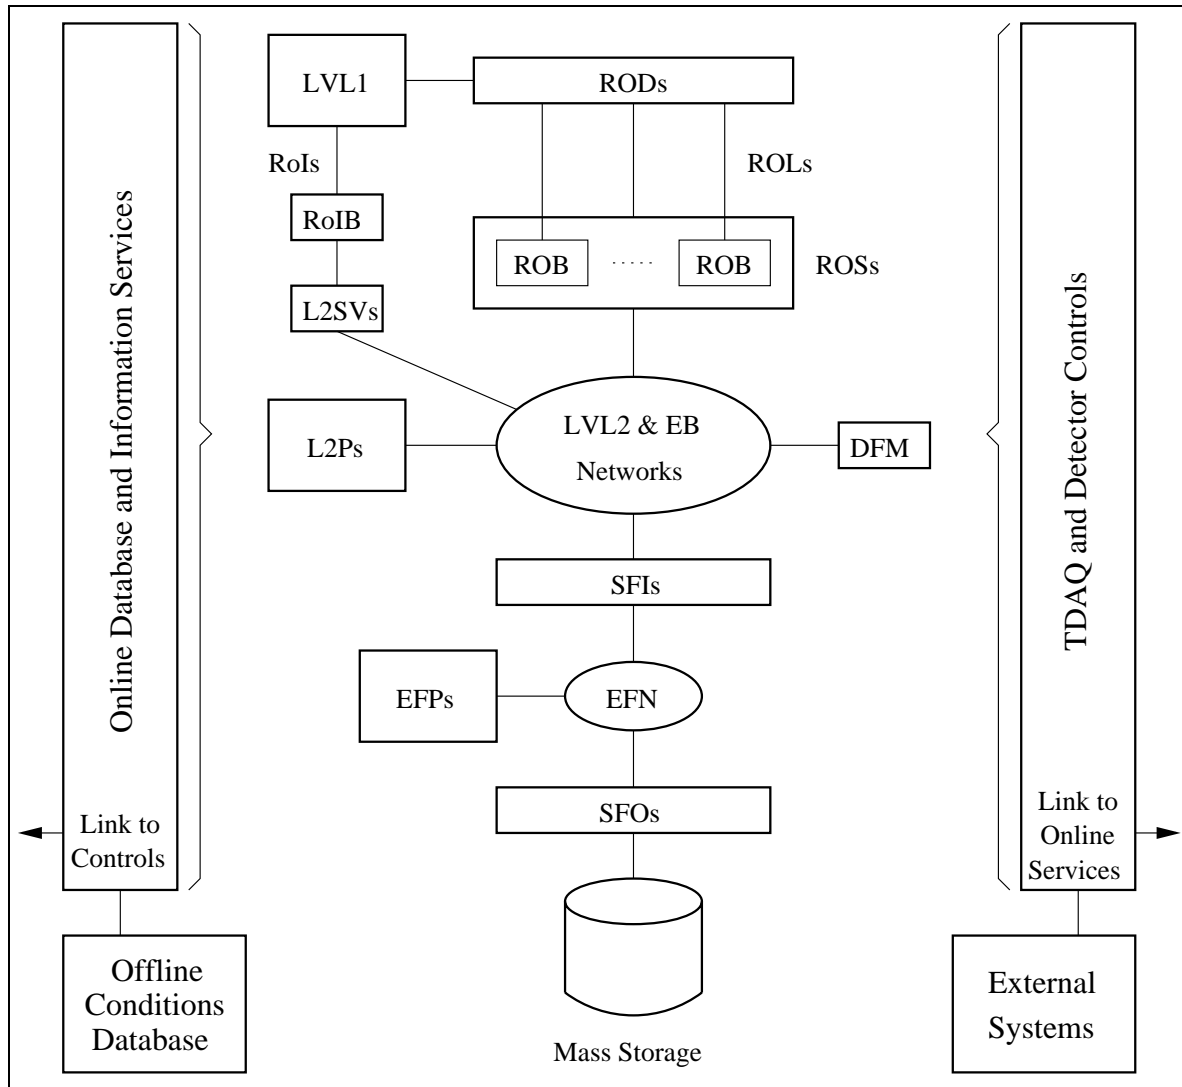 Online Database and Information Services
Link to
Controls
Offline
Conditions
Database
LVL1
RODs
RoIs
ROLs
RoIB
ROB
.....
ROB
ROSs
L2SVs
L2Ps
LVL2 & EB
Networks
DFM
SFIs
EFPs
EFN
SFOs
Mass Storage
TDAQ and Detector Controls
Link to
Online
Services
External
Systems